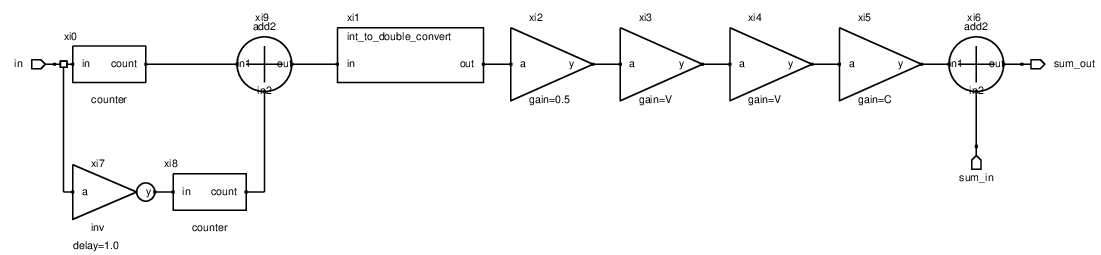 xi9
add2
xi1
xi2
xi3
xi4
xi5
xi6
add2
xi0
int_to_double_convert
in
in
count
in1
out
in
out
a
y
a
y
a
y
a
y
in1
out
sum_out
in2
in2
counter
gain=0.5
gain=V
gain=V
gain=C
xi7
xi8
sum_in
a
y
in
count
inv
counter
delay=1.0